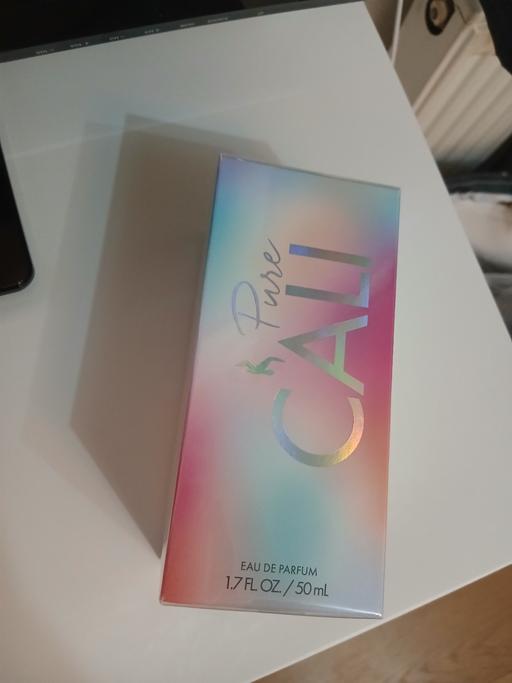 Pure
CALI
EAU DE PARFUM
1.7 FL OZ. / 50 mL